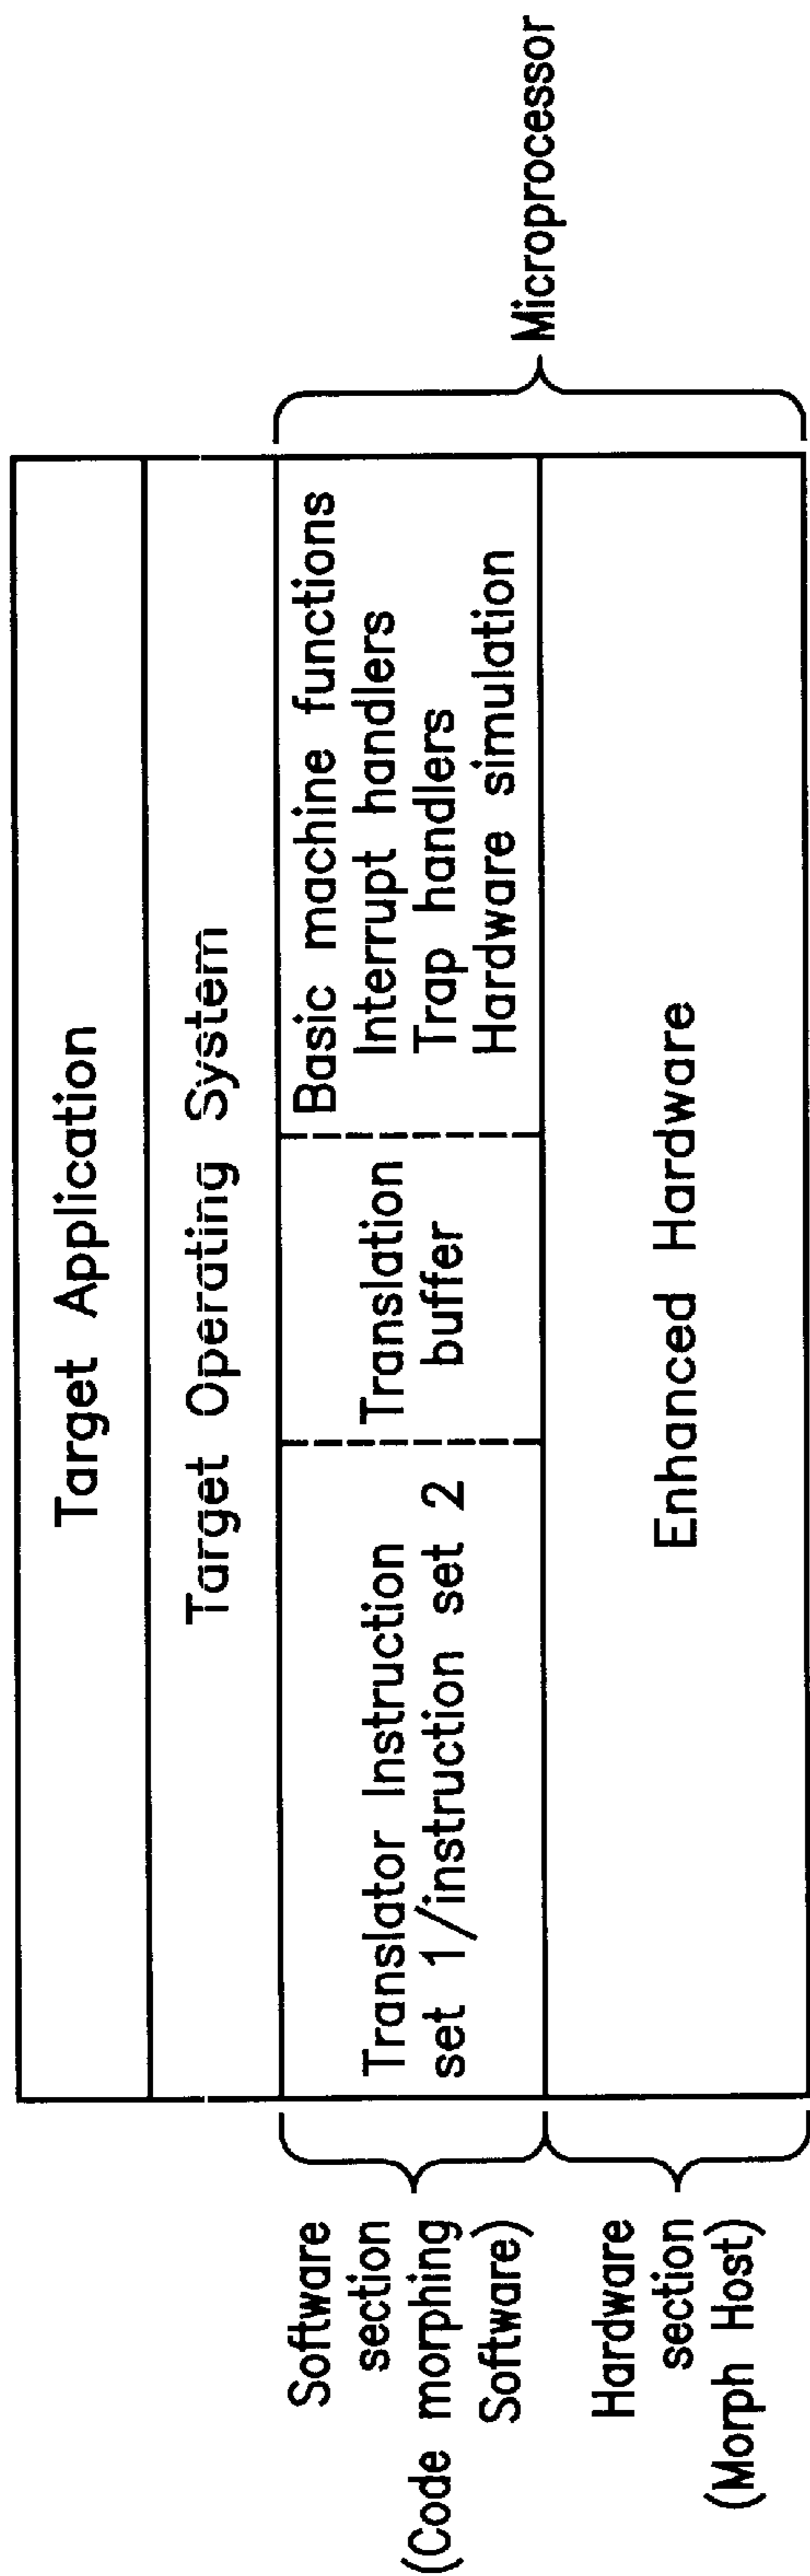 Target Application
Target Operating System
Software
section
(Code morphing
Software)
Translator Instruction
set 1/instruction set 2
Translation
buffer
Basic machine functions
Interrupt handlers
Trap handlers
Hardware simulation
Microprocessor
Hardware
section
(Morph Host)
Enhanced Hardware